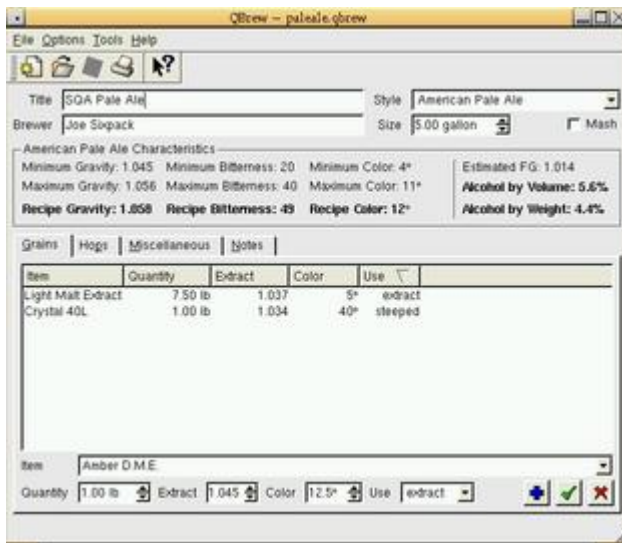 QBrew - paleale.qbrew
File Options Tools Help
Title SQA Pale Ale Style American Pale Ale
Brewer Joe Sixpack Size 5.00 gallon Mash
American Pale Ale Characteristics
Minimum Gravity: 1.045 Minimum Bitterness: 20 Minimum Color: 4° Estimated FG: 1.014
Maximum Gravity: 1.056 Maximum Bitterness: 40 Maximum Color: 11° Alcohol by Volume: 5.6%
Recipe Gravity: 1.058 Recipe Bitterness: 49 Recipe Color: 12° Alcohol by Weight: 4.4%
Grains Hops Miscellaneous Notes
Item Quantity Extract Color Use
Light Malt Extract 7.50 lb 1.037 5° extract
Crystal 40L 1.00 lb 1.034 40° steeped
Item Amber D.M.E.
Quantity 1.00 lb Extract 1.045 Color 12.5° Use extract